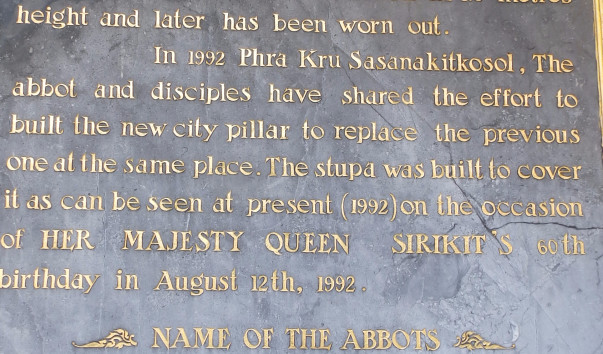 metres
height and later has been worn out.
In 1992 Phra Kru Sasanakitkosol, The
abbot and disciples have shared the effort to
built the new city pillar to replace the previous
one at the same place. The stupa was built to cover
it as can be seen at present (1992) on the occasion
of HER MAJESTY QUEEN SIRIKIT'S 60th
birthday in August 12th, 1992.
NAME OF THE ABBOTS